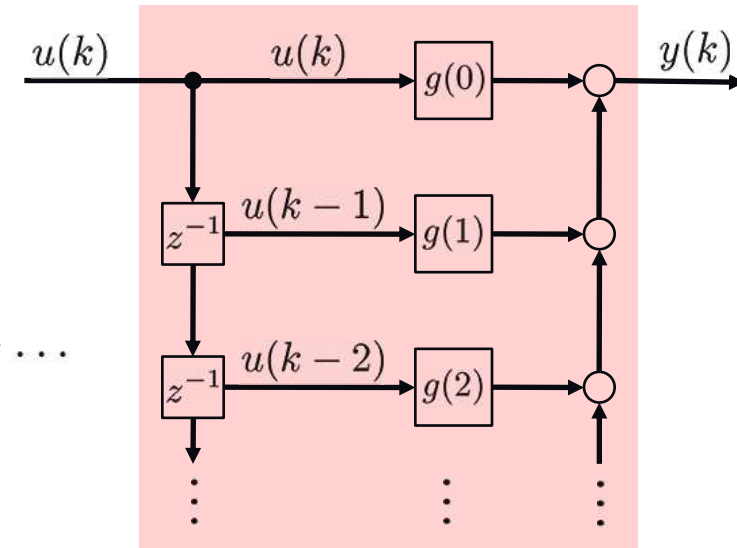 u(k) u(k) g(0) y(k)
z⁻¹ u(k − 1) g(1)
...
z⁻¹ u(k − 2) g(2)
⋮ ⋮ ⋮